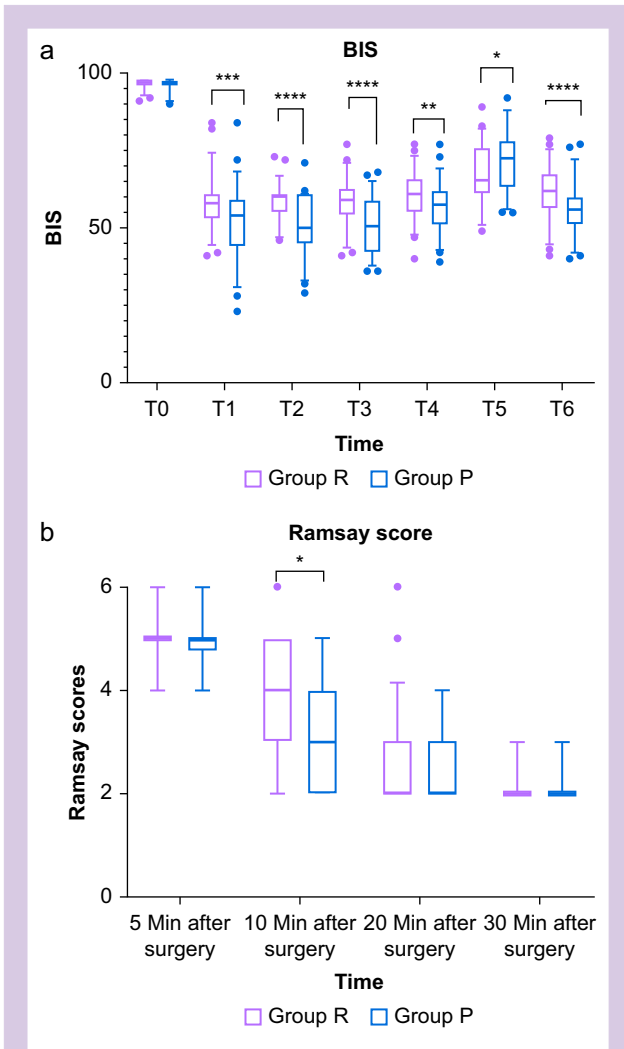 a
BIS
100
50
0
BIS
***
****
****
**
*
****
T0 T1 T2 T3 T4 T5 T6
Time
Group R Group P
b
Ramsay score
*
6
4
2
0
Ramsay scores
5 Min after surgery
10 Min after surgery
20 Min after surgery
30 Min after surgery
Time
Group R Group P